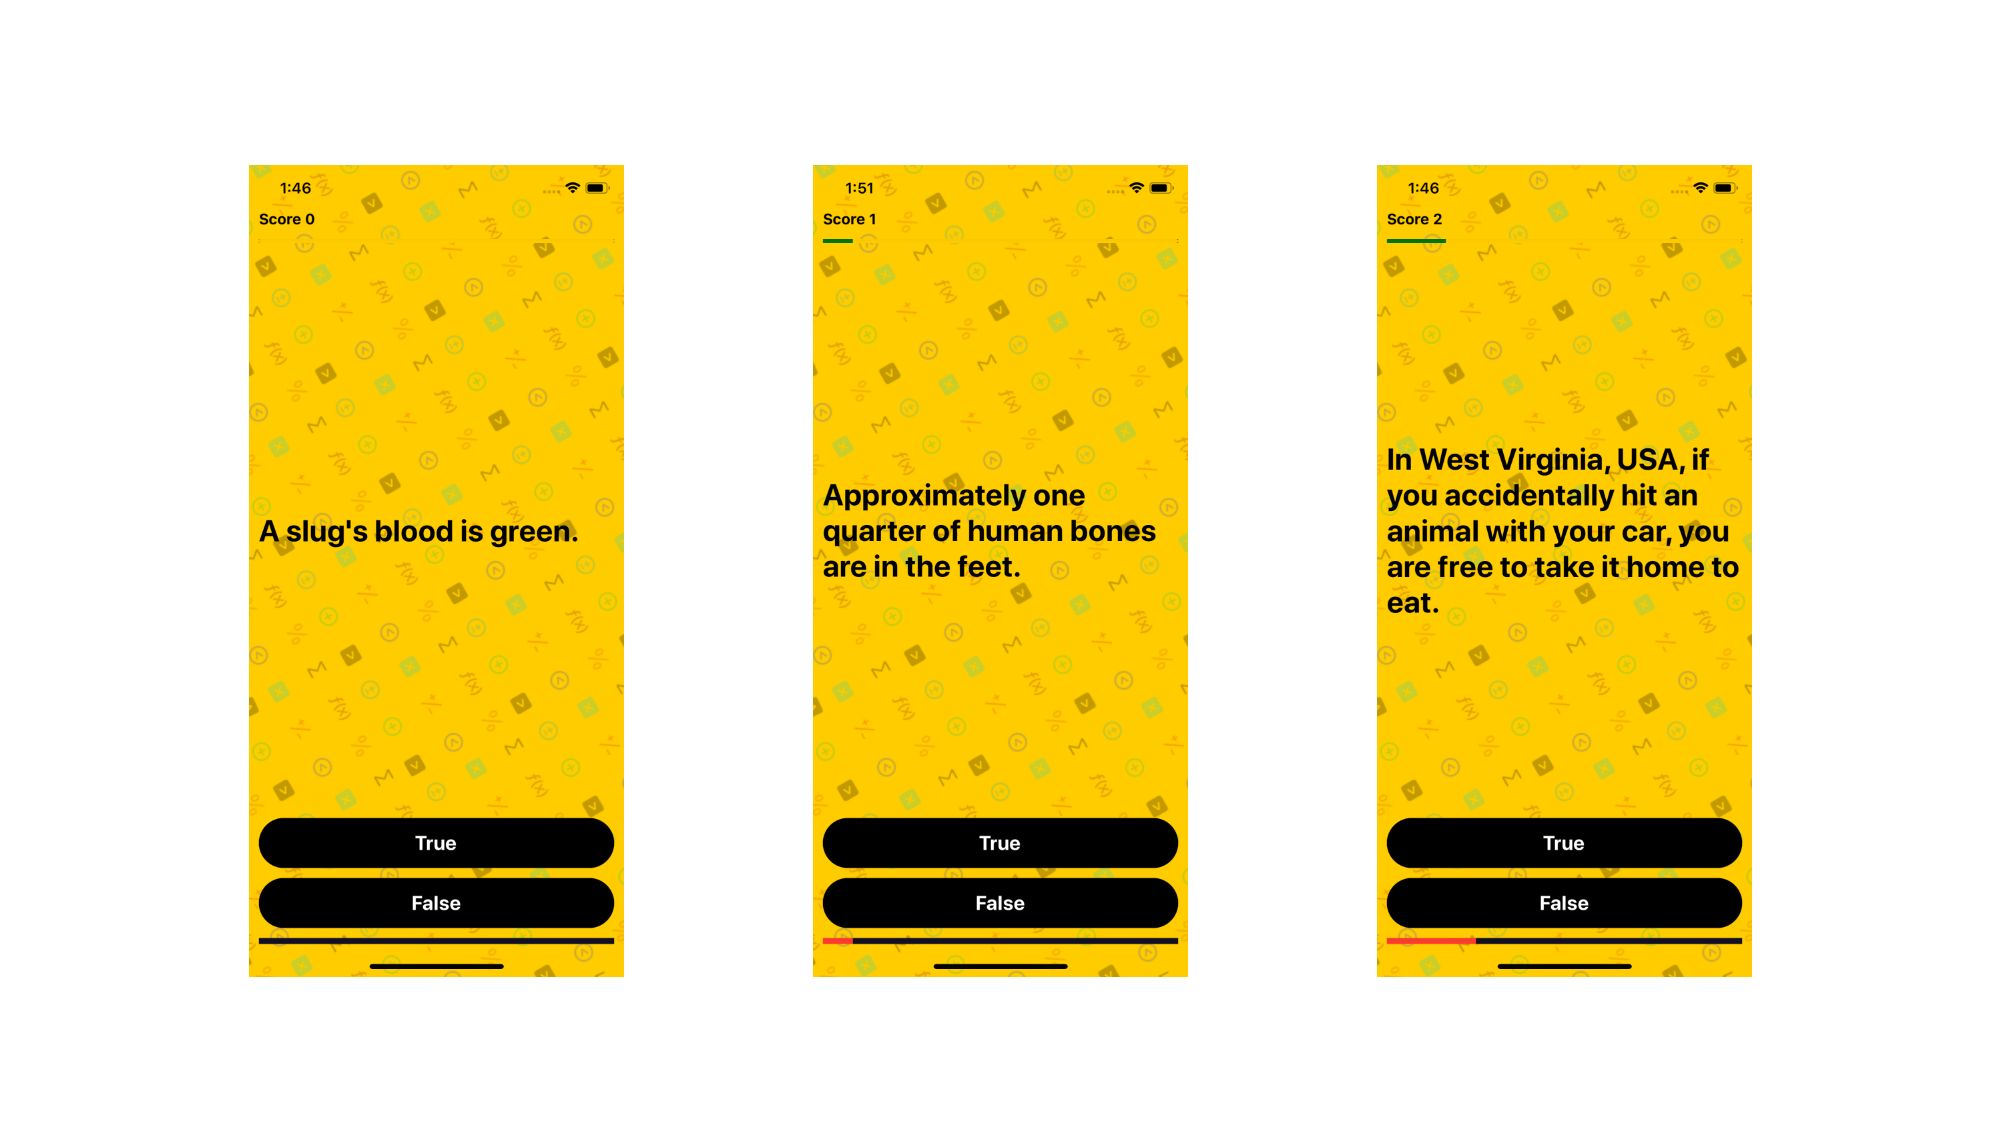 1:46
Score 0
A slug's blood is green.
True
False
1:51
Score 1
Approximately one
quarter of human bones
are in the feet.
True
False
1:46
Score 2
In West Virginia, USA, if
you accidentally hit an
animal with your car, you
are free to take it home to
eat.
True
False